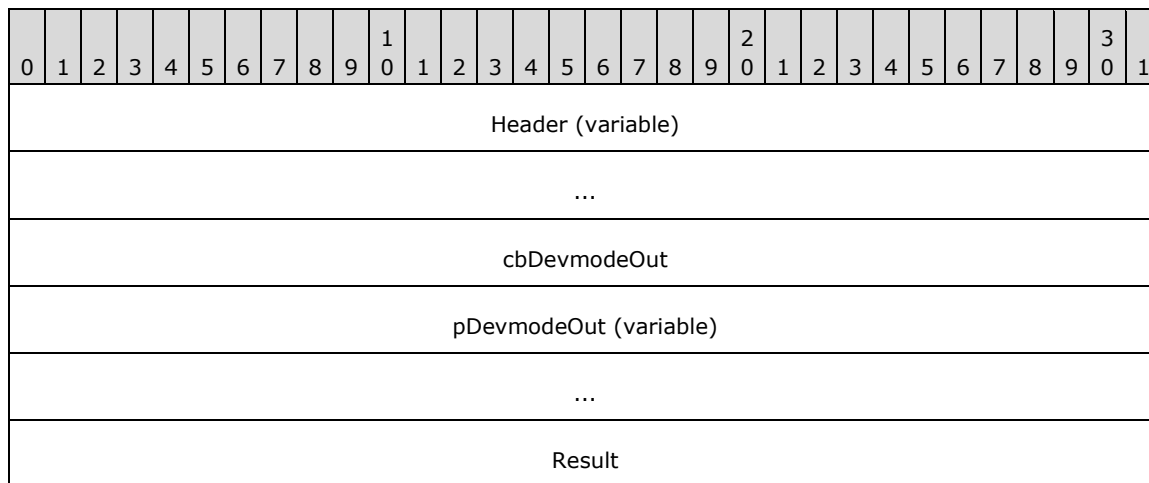 1 2 3
0 1 2 3 4 5 6 7 8 9 0 1 2 3 4 5 6 7 8 9 0 1 2 3 4 5 6 7 8 9 0 1
Header (variable)
...
cbDevmodeOut
pDevmodeOut (variable)
...
Result